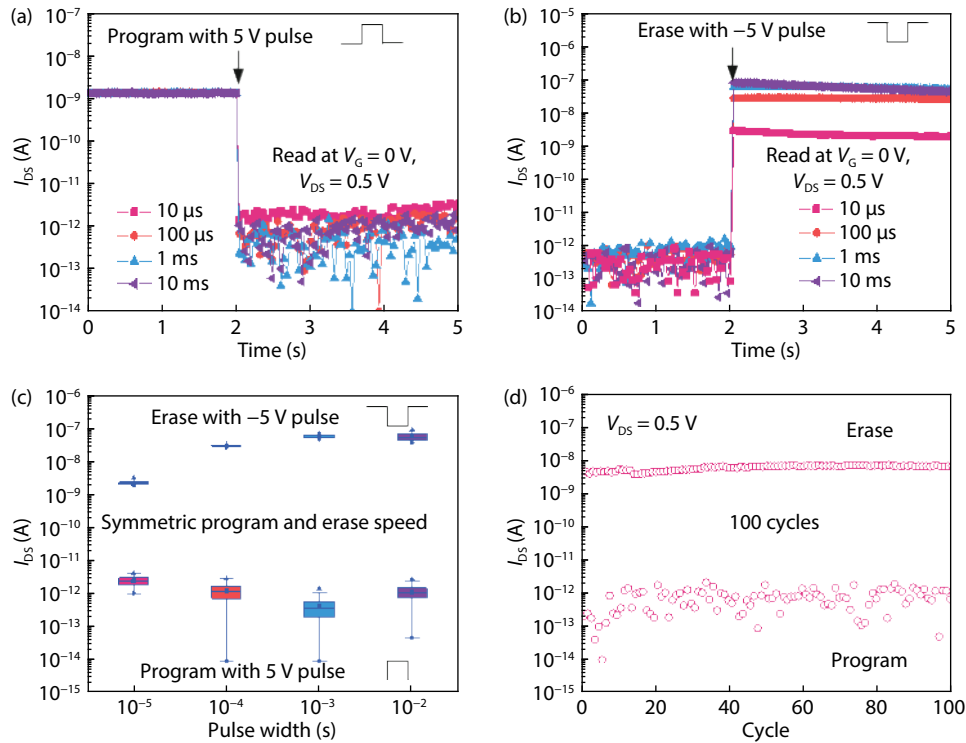 (a)
10⁻⁷
10⁻⁸
10⁻⁹
10⁻¹⁰
10⁻¹¹
10⁻¹²
10⁻¹³
10⁻¹⁴
I_DS (A)
Program with 5 V pulse
Read at V_G = 0 V,
V_DS = 0.5 V
10 μs
100 μs
1 ms
10 ms
0 1 2 3 4 5
Time (s)
(b)
10⁻⁵
10⁻⁶
10⁻⁷
10⁻⁸
10⁻⁹
10⁻¹⁰
10⁻¹¹
10⁻¹²
10⁻¹³
10⁻¹⁴
I_DS (A)
Erase with −5 V pulse
Read at V_G = 0 V,
V_DS = 0.5 V
10 μs
100 μs
1 ms
10 ms
0 1 2 3 4 5
Time (s)
(c)
10⁻⁶
10⁻⁷
10⁻⁸
10⁻⁹
10⁻¹⁰
10⁻¹¹
10⁻¹²
10⁻¹³
10⁻¹⁴
10⁻¹⁵
I_DS (A)
Erase with −5 V pulse
Symmetric program and erase speed
Program with 5 V pulse
10⁻⁵ 10⁻⁴ 10⁻³ 10⁻²
Pulse width (s)
(d)
10⁻⁶
10⁻⁷
10⁻⁸
10⁻⁹
10⁻¹⁰
10⁻¹¹
10⁻¹²
10⁻¹³
10⁻¹⁴
10⁻¹⁵
I_DS (A)
V_DS = 0.5 V
Erase
100 cycles
Program
0 20 40 60 80 100
Cycle